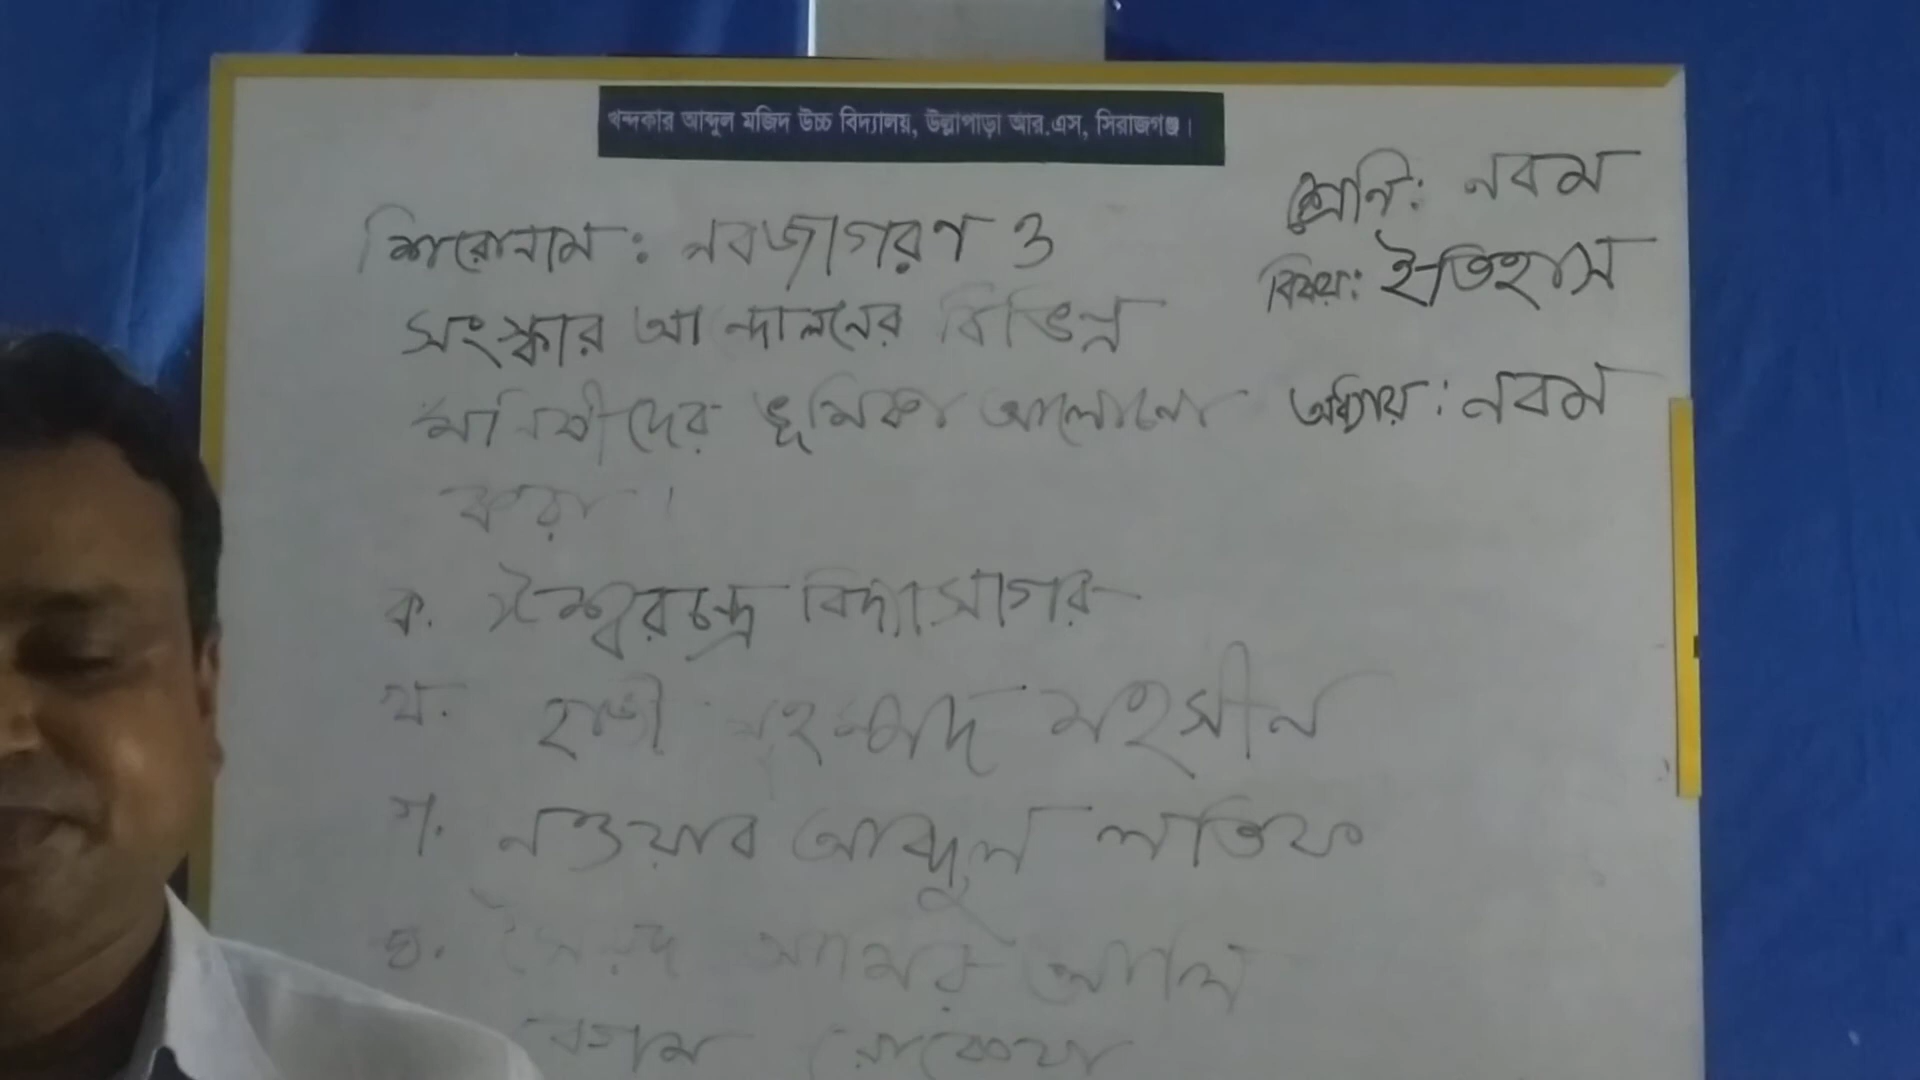 খন্দকার আব্দুল মজিদ উচ্চ বিদ্যালয়, উল্লাপাড়া আর.এস, সিরাজগঞ্জ।
শ্রেণি: নবম
বিষয়: ইতিহাস
অধ্যায়: নবম
শিরোনাম: নবজাগরণ ও
সংস্কার আন্দোলনের বিভিন্ন
মনিষীদের ভূমিকা আলোচনা
করা।
ক. ঈশ্বরচন্দ্র বিদ্যাসাগর
খ. হাজী মুহম্মদ মহসীন
গ. নওয়াব আব্দুল লতিফ
ঘ. সৈয়দ আমির আলি
বেগম রোকেয়া